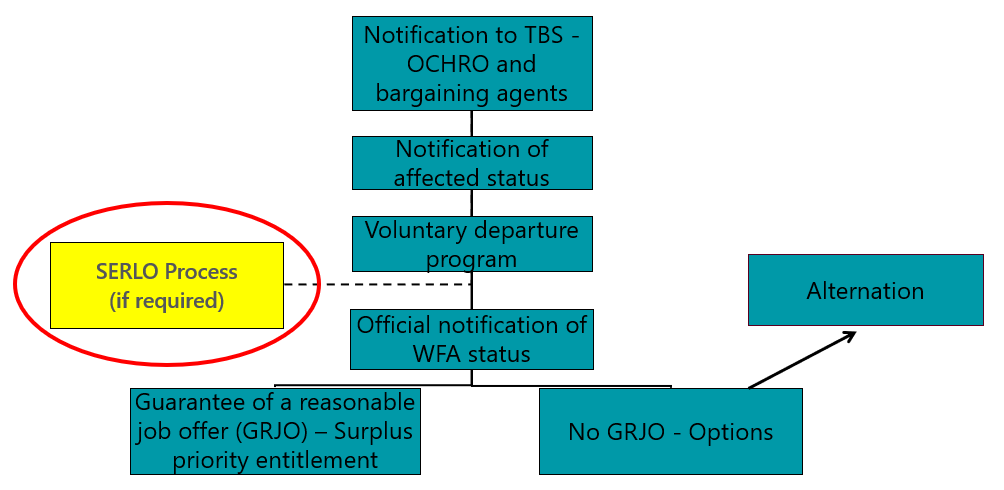 Notification to TBS -
OCHRO and
bargaining agents
Notification of
affected status
Voluntary departure
program
SERLO Process
(if required)
Alternation
Official notification of
WFA status
Guarantee of a reasonable
job offer (GRJO) – Surplus
priority entitlement
No GRJO - Options